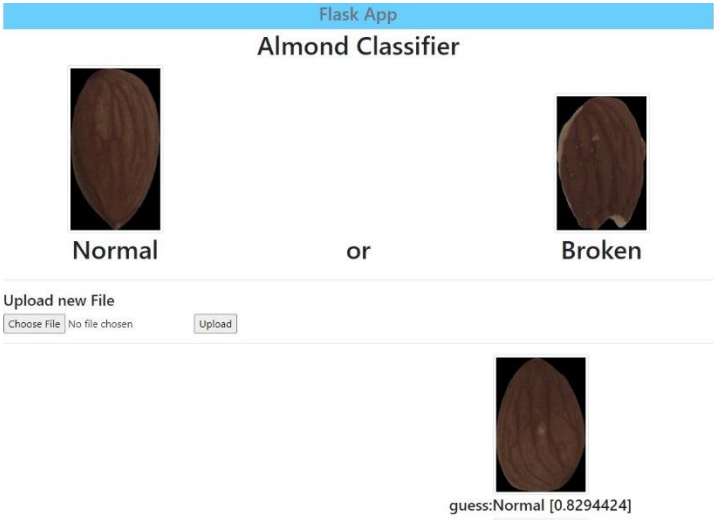 Flask App
Almond Classifier
Normal or Broken
Upload new File
Choose File No file chosen Upload
guess:Normal [0.8294424]